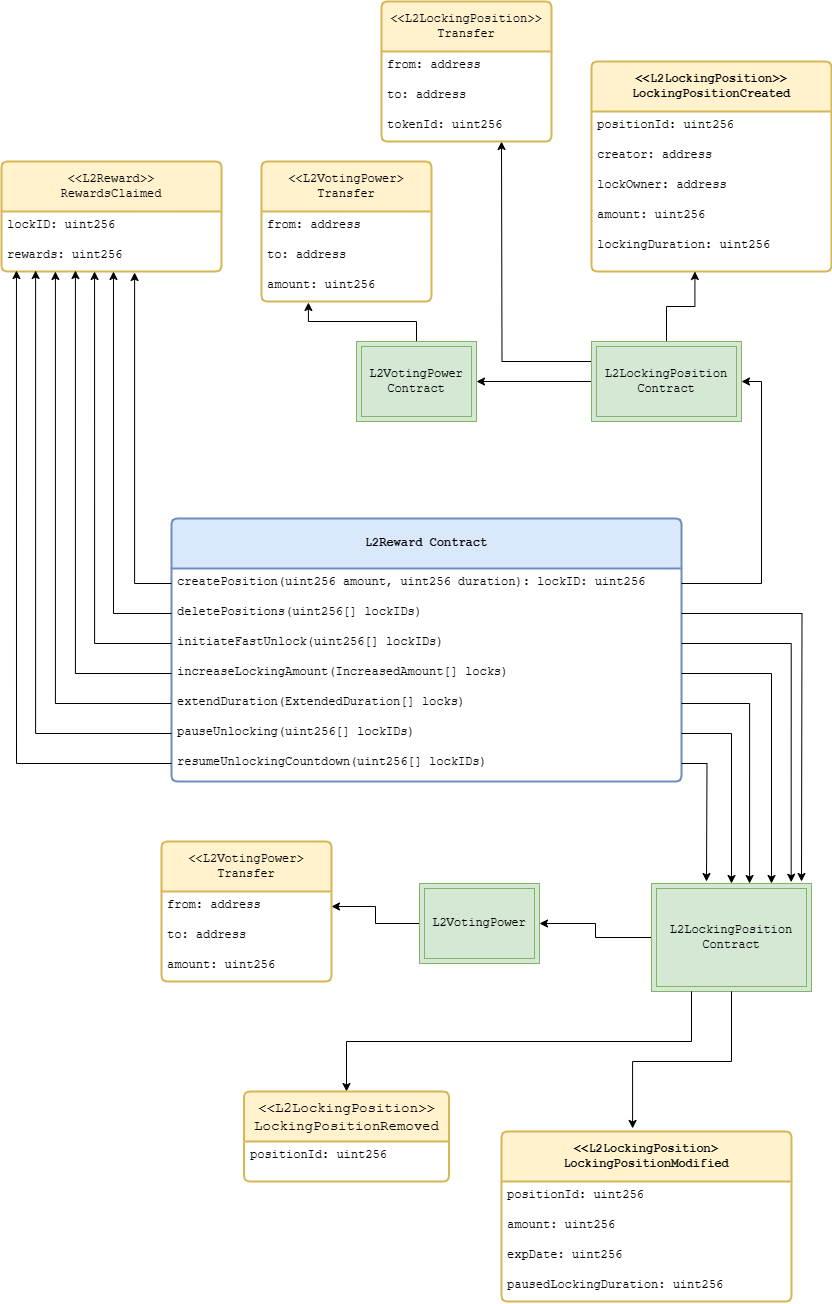 <<L2LockingPosition>>
Transfer
from: address
to: address
tokenId: uint256
<<L2LockingPosition>>
LockingPositionCreated
positionId: uint256
creator: address
lockOwner: address
amount: uint256
lockingDuration: uint256
<<L2Reward>>
RewardsClaimed
lockID: uint256
rewards: uint256
<<L2VotingPower>
Transfer
from: address
to: address
amount: uint256
L2VotingPower
Contract
L2LockingPosition
Contract
L2Reward Contract
createPosition(uint256 amount, uint256 duration): lockID: uint256
deletePositions(uint256[] lockIDs)
initiateFastUnlock(uint256[] lockIDs)
increaseLockingAmount(IncreasedAmount[] locks)
extendDuration(ExtendedDuration[] locks)
pauseUnlocking(uint256[] lockIDs)
resumeUnlockingCountdown(uint256[] lockIDs)
<<L2VotingPower>
Transfer
from: address
to: address
amount: uint256
L2VotingPower
L2LockingPosition
Contract
<<L2LockingPosition>>
LockingPositionRemoved
positionId: uint256
<<L2LockingPosition>
LockingPositionModified
positionId: uint256
amount: uint256
expDate: uint256
pausedLockingDuration: uint256